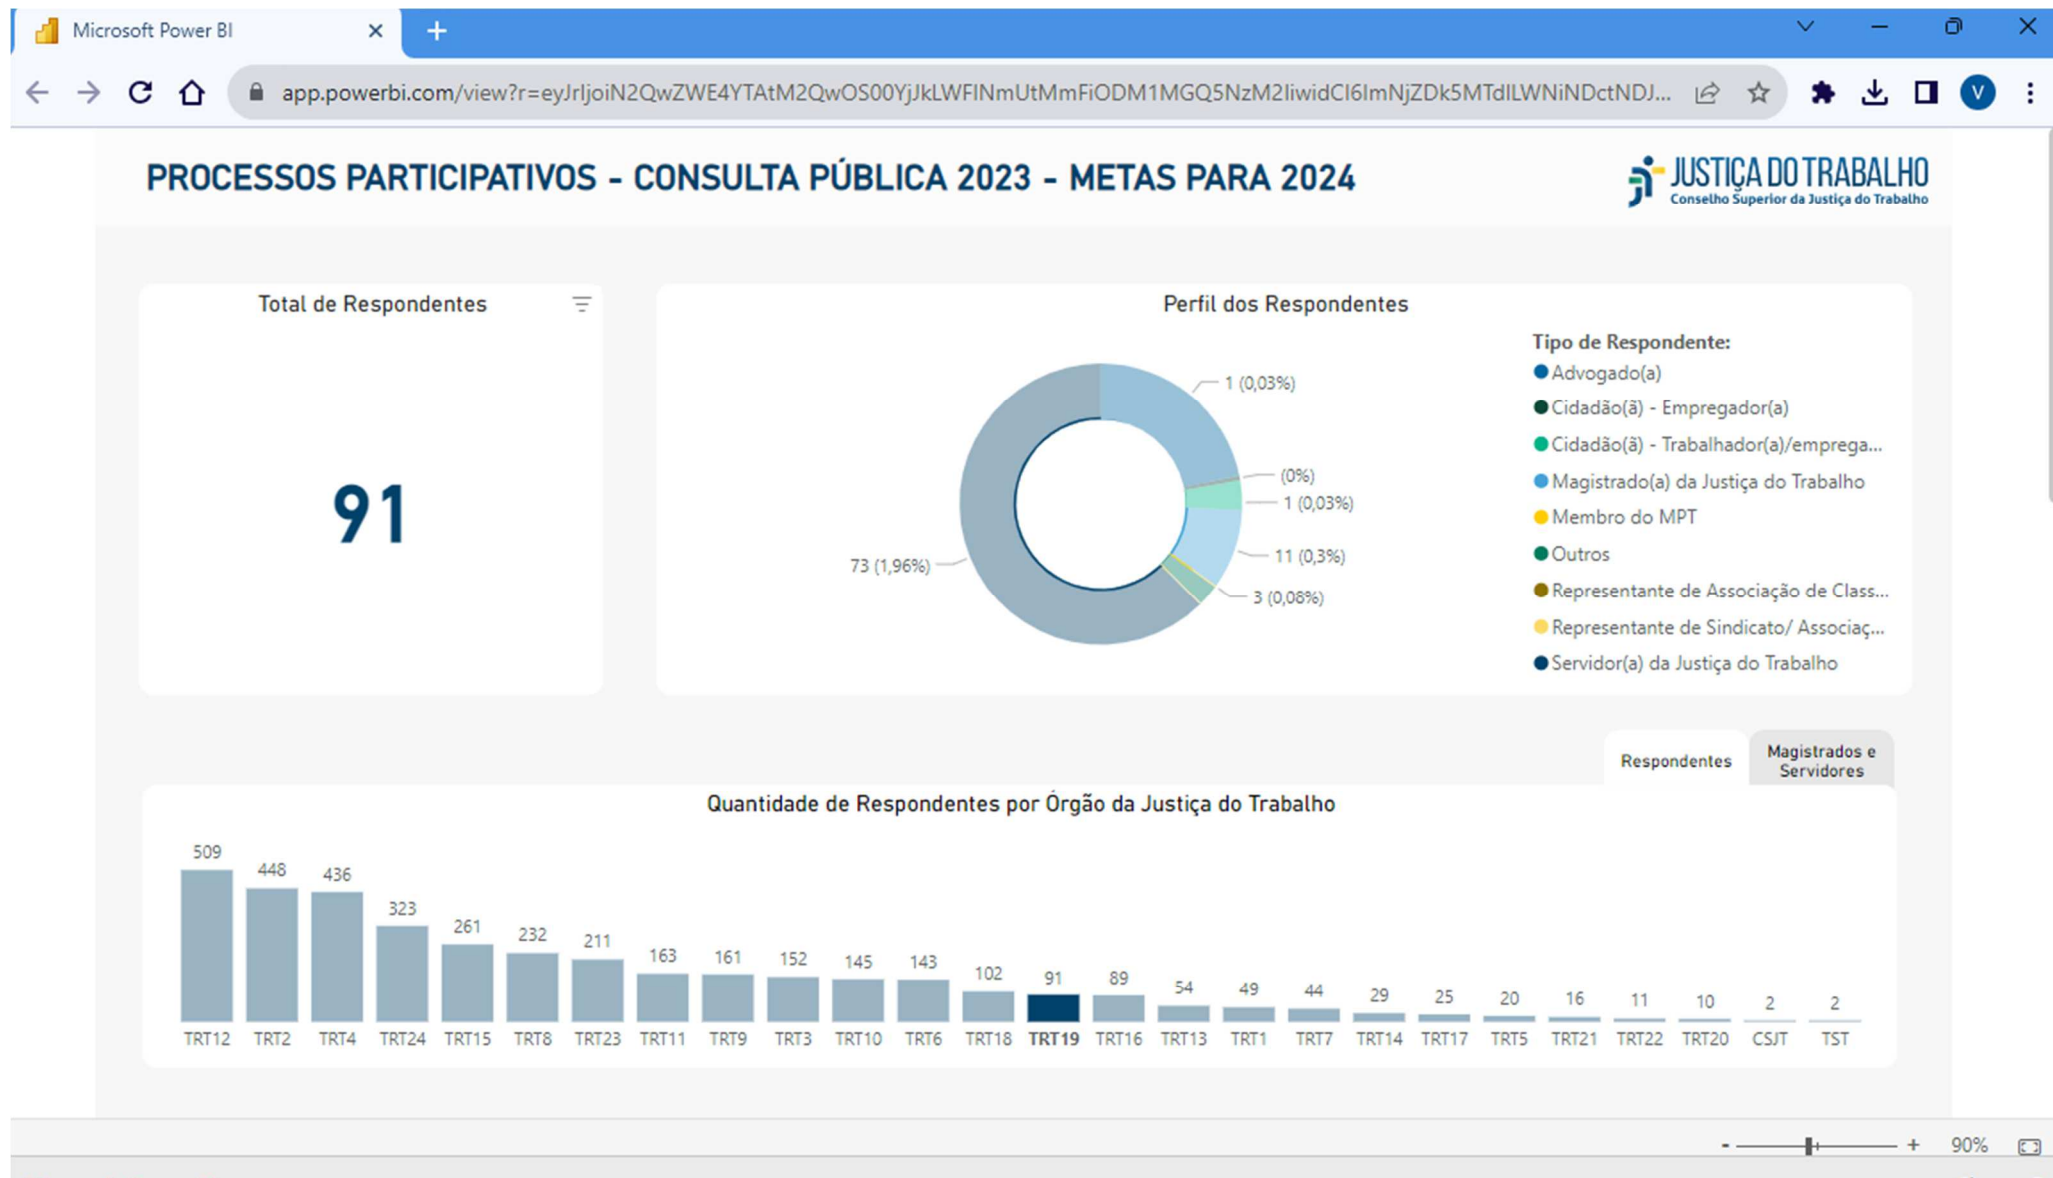 Microsoft Power BI
app.powerbi.com/view?r=eyJrIjoiN2QwZWE4YTAtM2QwOS00YjJkLWFlNmUtMmFiODM1MGQ5NzM2IiwidCI6ImNjZDk5MTdlLWNiNDctNDJ...
V
PROCESSOS PARTICIPATIVOS - CONSULTA PÚBLICA 2023 - METAS PARA 2024
JUSTIÇA DO TRABALHO
Conselho Superior da Justiça do Trabalho
Total de Respondentes
91
Perfil dos Respondentes
1 (0,03%)
(0%)
1 (0,03%)
11 (0,3%)
3 (0,08%)
73 (1,96%)
Tipo de Respondente:
Advogado(a)
Cidadão(ã) - Empregador(a)
Cidadão(ã) - Trabalhador(a)/emprega...
Magistrado(a) da Justiça do Trabalho
Membro do MPT
Outros
Representante de Associação de Class...
Representante de Sindicato/ Associaç...
Servidor(a) da Justiça do Trabalho
Respondentes
Magistrados e
Servidores
Quantidade de Respondentes por Órgão da Justiça do Trabalho
509 448 436 323 261 232 211 163 161 152 145 143 102 91 89 54 49 44 29 25 20 16 11 10 2 2
TRT12 TRT2 TRT4 TRT24 TRT15 TRT8 TRT23 TRT11 TRT9 TRT3 TRT10 TRT6 TRT18 TRT19 TRT16 TRT13 TRT1 TRT7 TRT14 TRT17 TRT5 TRT21 TRT22 TRT20 CSJT TST
- + 90%